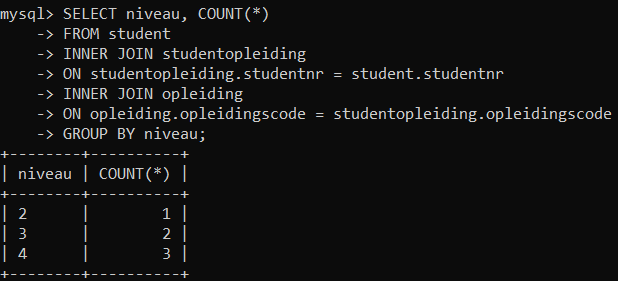 mysql> SELECT niveau, COUNT(*)
    -> FROM student
    -> INNER JOIN studentopleiding
    -> ON studentopleiding.studentnr = student.studentnr
    -> INNER JOIN opleiding
    -> ON opleiding.opleidingscode = studentopleiding.opleidingscode
    -> GROUP BY niveau;
+--------+----------+
| niveau | COUNT(*) |
+--------+----------+
| 2      |        1 |
| 3      |        2 |
| 4      |        3 |
+--------+----------+